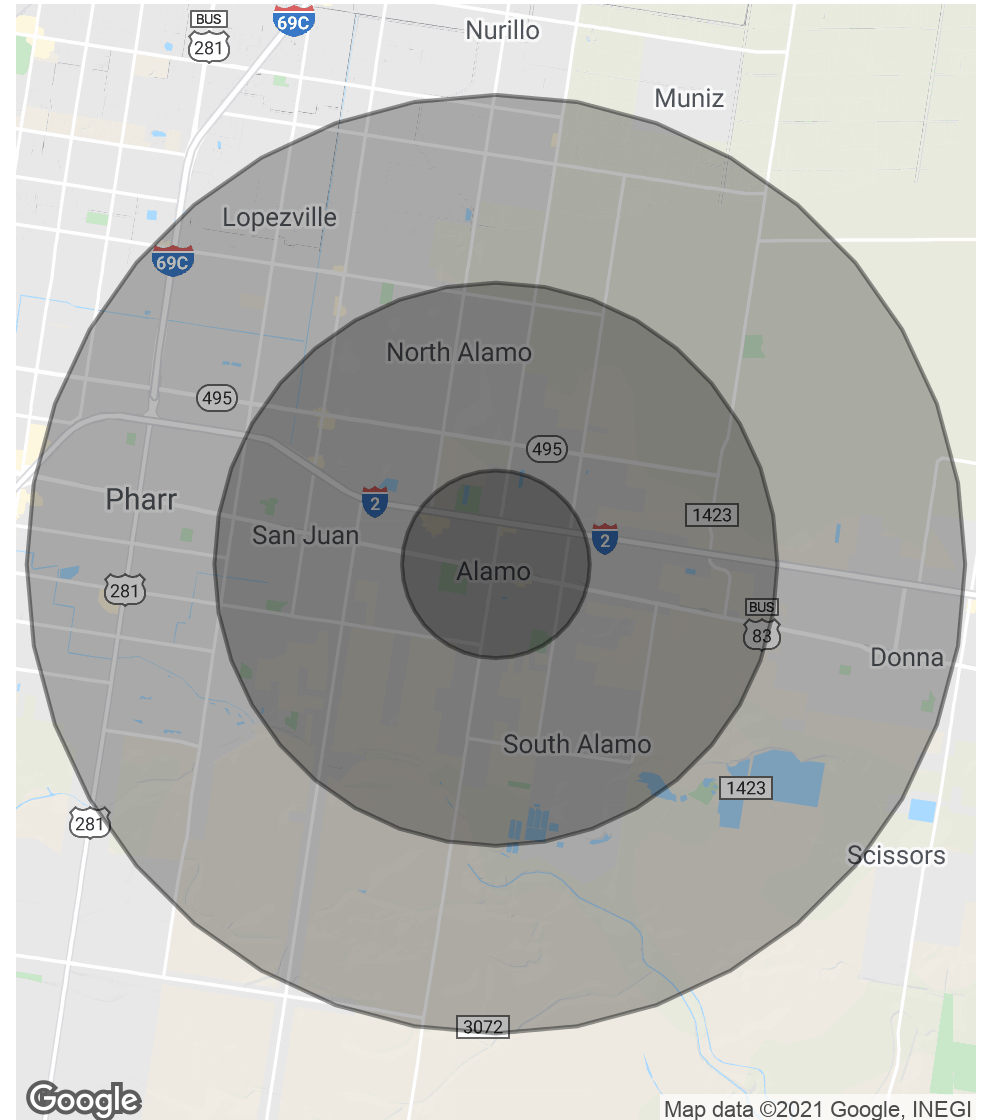 BUS
281
69C
Nurillo
Muniz
Lopezville
69C
North Alamo
495
495
Pharr
2
1423
San Juan
2
Alamo
281
BUS
83
Donna
South Alamo
1423
281
Scissors
3072
Google
Map data ©2021 Google, INEGI